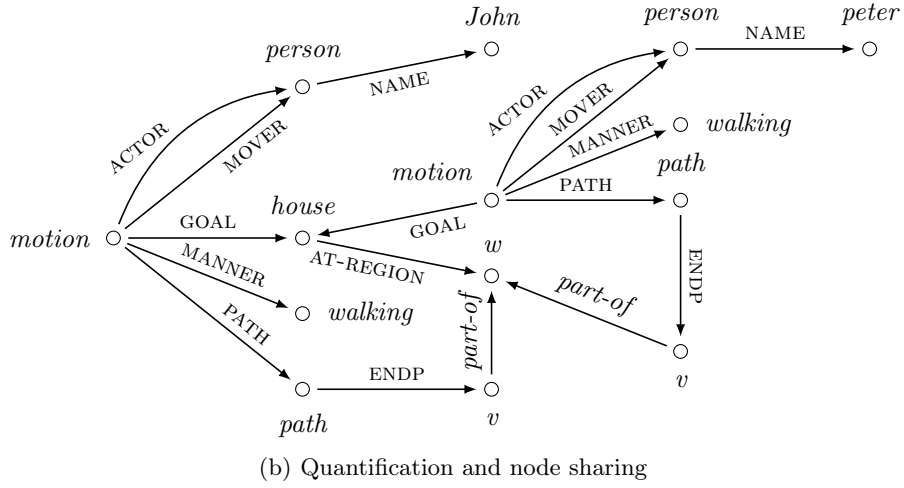 John
person
peter
person
NAME
NAME
ACTOR
MOVER
MANNER
walking
ACTOR
MOVER
motion
path
PATH
house
GOAL
GOAL
motion
w
AT-REGION
MANNER
ENDP
part-of
walking
part-of
PATH
ENDP
v
path
v
(b) Quantification and node sharing